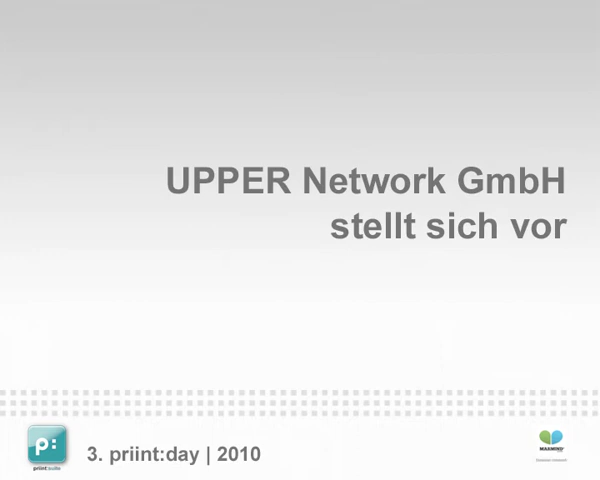 UPPER Network GmbH
stellt sich vor
p:
priint:suite
3. priint:day | 2010